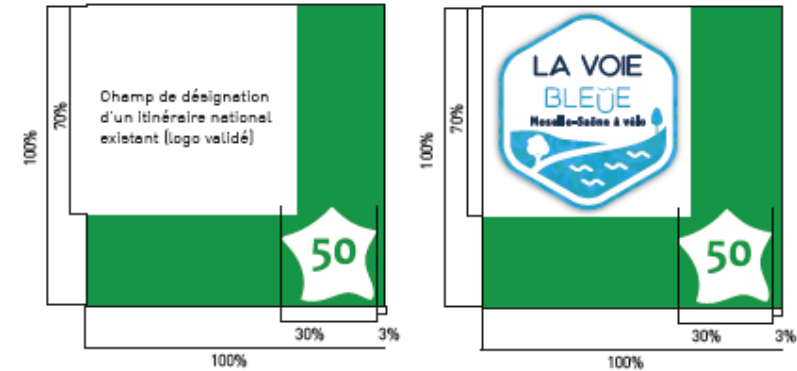 100%
70%
Champ de désignation
d'un itinéraire national
existant (logo validé)
50
30%
3%
100%
100%
70%
LA VOIE
BLEUE
Moselle-Saône à vélo
50
30%
3%
100%